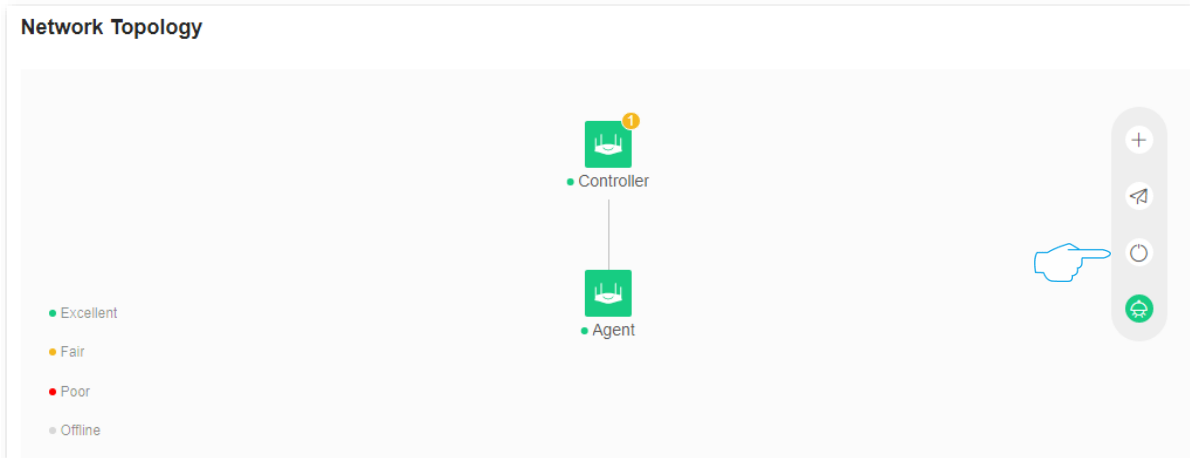 Network Topology
1
Controller
Agent
Excellent
Fair
Poor
Offline